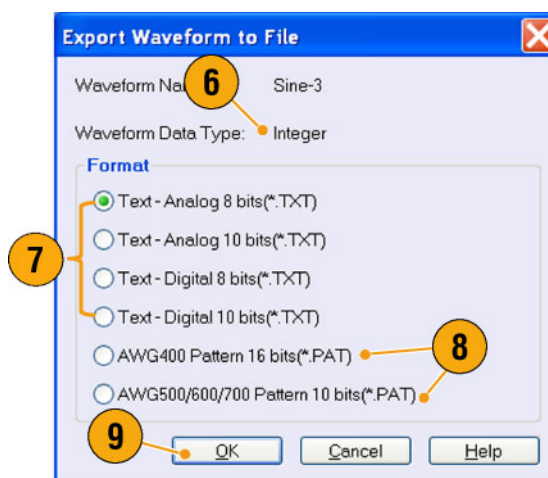 Export Waveform to File
Waveform Na 6 Sine-3
Waveform Data Type: Integer
Format
Text - Analog 8 bits(*.TXT)
Text - Analog 10 bits(*.TXT)
7
Text - Digital 8 bits(*.TXT)
Text - Digital 10 bits(*.TXT)
AWG400 Pattern 16 bits(*.PAT)
8
AWG500/600/700 Pattern 10 bits(*.PAT)
9
OK Cancel Help